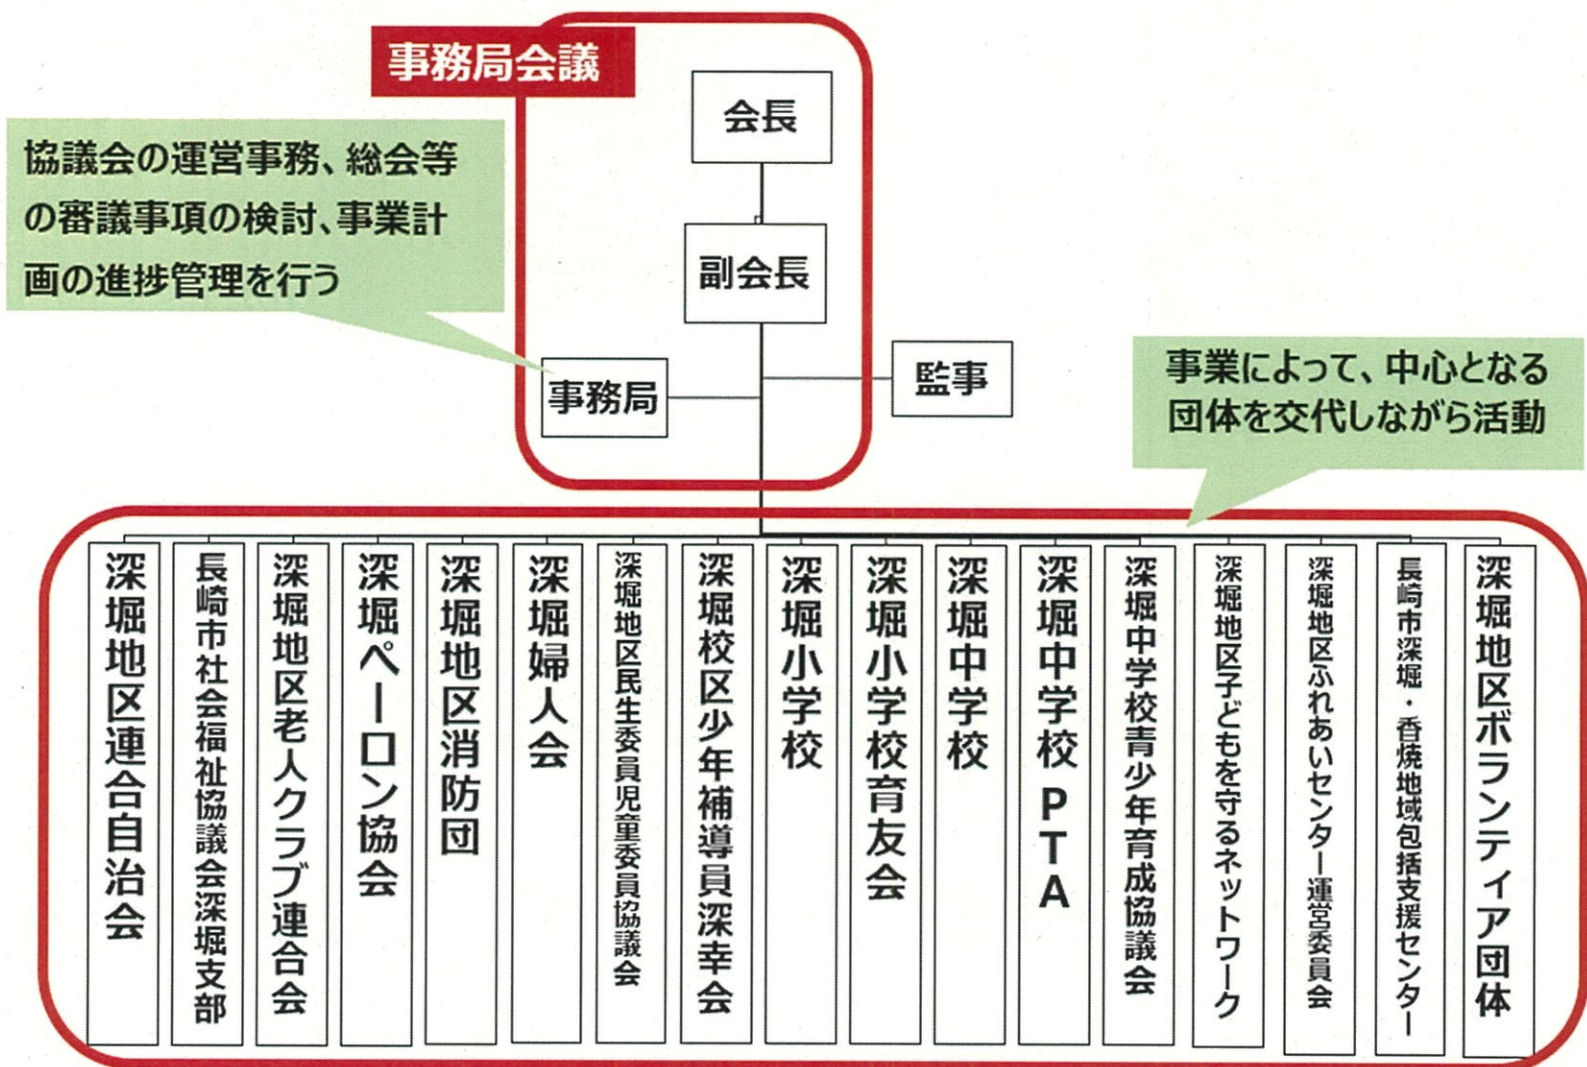 事務局会議
会長
協議会の運営事務、総会等
の審議事項の検討、事業計
画の進捗管理を行う
副会長
事務局
監事
事業によって、中心となる
団体を交代しながら活動
深堀地区連合自治会
長崎市社会福祉協議会深堀支部
深堀地区老人クラブ連合会
深堀ペーロン協会
深堀地区消防団
深堀婦人会
深堀地区民生委員児童委員協議会
深堀校区少年補導員深幸会
深堀小学校
深堀小学校育友会
深堀中学校
深堀中学校PTA
深堀中学校青少年育成協議会
深堀地区子どもを守るネットワーク
深堀地区ふれあいセンター運営委員会
長崎市深堀・香焼地域包括支援センター
深堀地区ボランティア団体